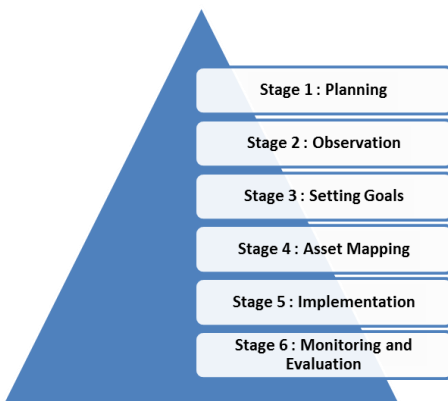 Stage 1 : Planning
Stage 2 : Observation
Stage 3 : Setting Goals
Stage 4 : Asset Mapping
Stage 5 : Implementation
Stage 6 : Monitoring and
Evaluation